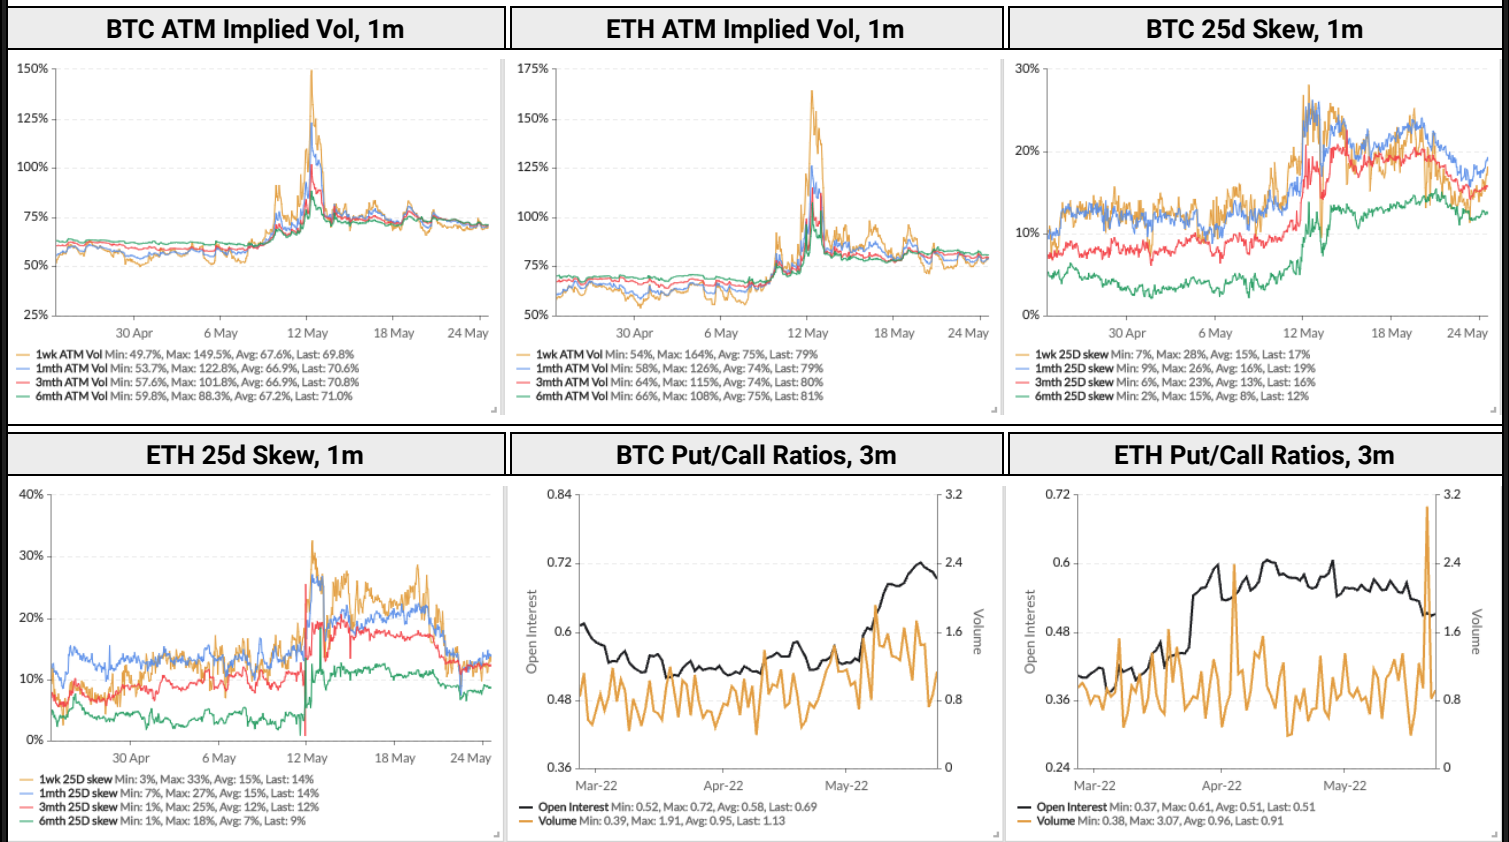 BTC ATM Implied Vol, 1m
150%
125%
100%
75%
50%
25%
30 Apr 6 May 12 May 18 May 24 May
1wk ATM Vol Min: 49.7%, Max: 149.5%, Avg: 67.6%, Last: 69.8%
1mth ATM Vol Min: 53.7%, Max: 122.8%, Avg: 66.9%, Last: 70.6%
3mth ATM Vol Min: 57.6%, Max: 101.8%, Avg: 66.9%, Last: 70.8%
6mth ATM Vol Min: 59.8%, Max: 88.3%, Avg: 67.2%, Last: 71.0%
ETH ATM Implied Vol, 1m
175%
150%
125%
100%
75%
50%
30 Apr 6 May 12 May 18 May 24 May
1wk ATM Vol Min: 54%, Max: 164%, Avg: 75%, Last: 79%
1mth ATM Vol Min: 58%, Max: 126%, Avg: 74%, Last: 79%
3mth ATM Vol Min: 64%, Max: 115%, Avg: 74%, Last: 80%
6mth ATM Vol Min: 66%, Max: 108%, Avg: 75%, Last: 81%
BTC 25d Skew, 1m
30%
20%
10%
0%
30 Apr 6 May 12 May 18 May 24 May
1wk 25D skew Min: 7%, Max: 28%, Avg: 15%, Last: 17%
1mth 25D skew Min: 9%, Max: 26%, Avg: 16%, Last: 19%
3mth 25D skew Min: 6%, Max: 23%, Avg: 13%, Last: 16%
6mth 25D skew Min: 2%, Max: 15%, Avg: 8%, Last: 12%
ETH 25d Skew, 1m
40%
30%
20%
10%
0%
30 Apr 6 May 12 May 18 May 24 May
1wk 25D skew Min: 3%, Max: 33%, Avg: 15%, Last: 14%
1mth 25D skew Min: 7%, Max: 27%, Avg: 15%, Last: 14%
3mth 25D skew Min: 1%, Max: 25%, Avg: 12%, Last: 12%
6mth 25D skew Min: 1%, Max: 18%, Avg: 7%, Last: 9%
BTC Put/Call Ratios, 3m
0.84 3.2
0.72 2.4
0.6 1.6
0.48 0.8
0.36 0
Open Interest
Volume
Mar-22 Apr-22 May-22
Open Interest Min: 0.52, Max: 0.72, Avg: 0.58, Last: 0.69
Volume Min: 0.39, Max: 1.91, Avg: 0.95, Last: 1.13
ETH Put/Call Ratios, 3m
0.72 3.2
0.6 2.4
0.48 1.6
0.36 0.8
0.24 0
Open Interest
Volume
Mar-22 Apr-22 May-22
Open Interest Min: 0.37, Max: 0.61, Avg: 0.51, Last: 0.51
Volume Min: 0.38, Max: 3.07, Avg: 0.96, Last: 0.91